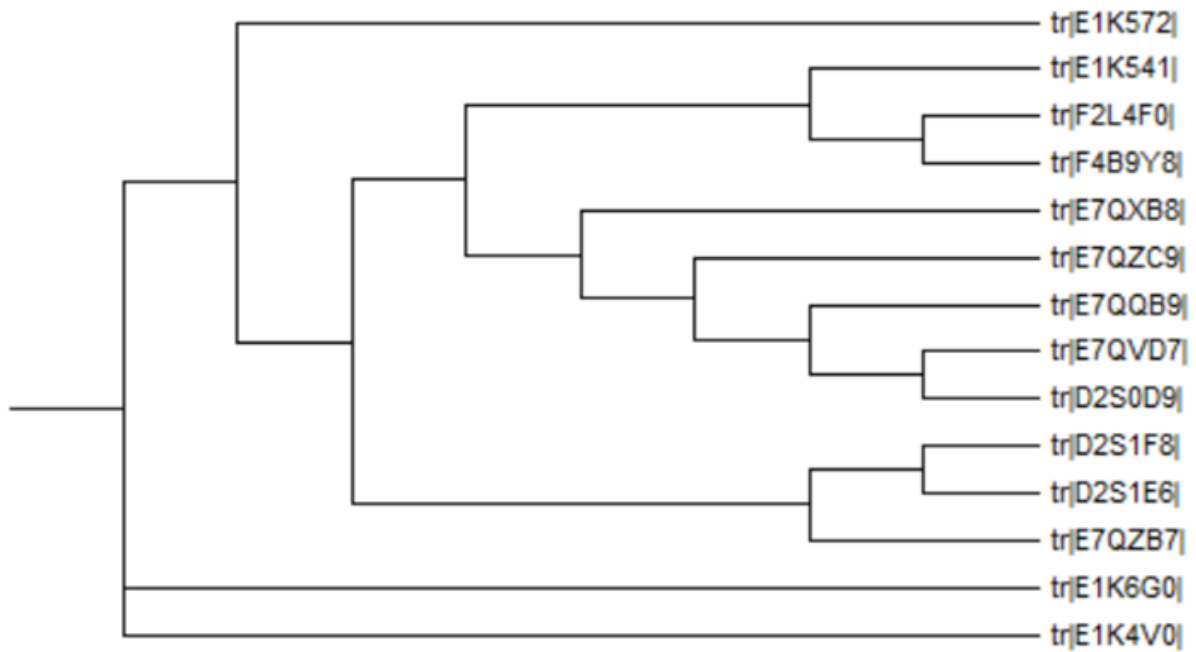 tr|E1K572|
tr|E1K541|
tr|F2L4F0|
tr|F4B9Y8|
tr|E7QXB8|
tr|E7QZC9|
tr|E7QQB9|
tr|E7QVD7|
tr|D2S0D9|
tr|D2S1F8|
tr|D2S1E6|
tr|E7QZB7|
tr|E1K6G0|
tr|E1K4V0|